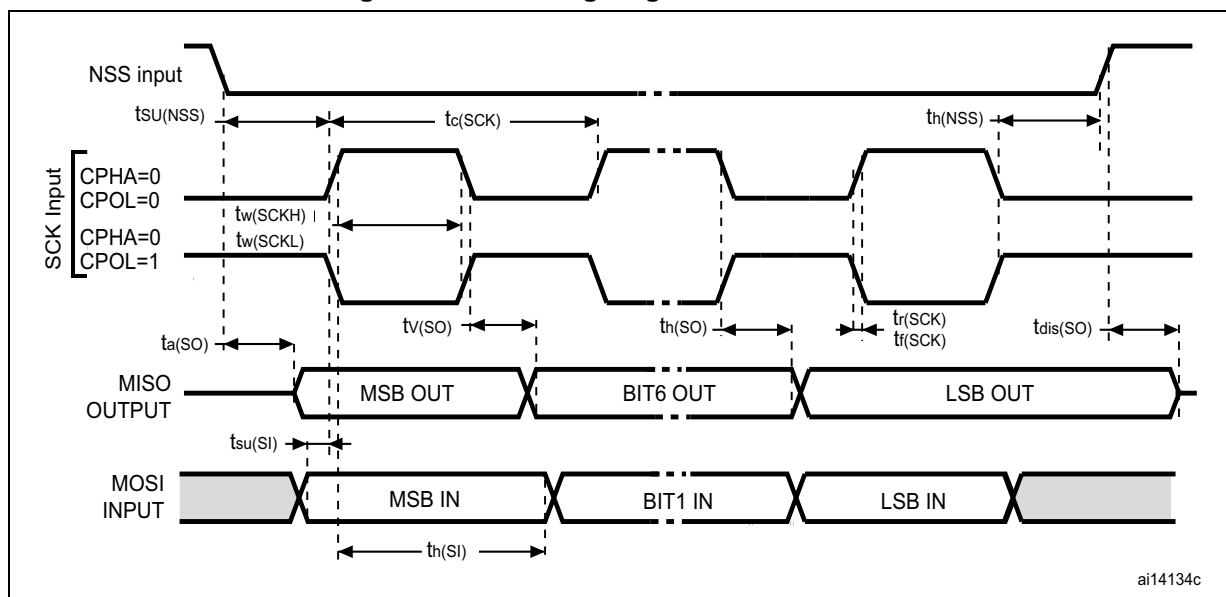 NSS input
tSU(NSS)
tc(SCK)
th(NSS)
SCK Input
CPHA=0
CPOL=0
tw(SCKH)
CPHA=0
tw(SCKL)
CPOL=1
tV(SO)
th(SO)
tr(SCK)
tf(SCK)
ta(SO)
tdis(SO)
MISO
OUTPUT
MSB OUT
BIT6 OUT
LSB OUT
tsu(SI)
MOSI
INPUT
MSB IN
BIT1 IN
LSB IN
th(SI)
ai14134c